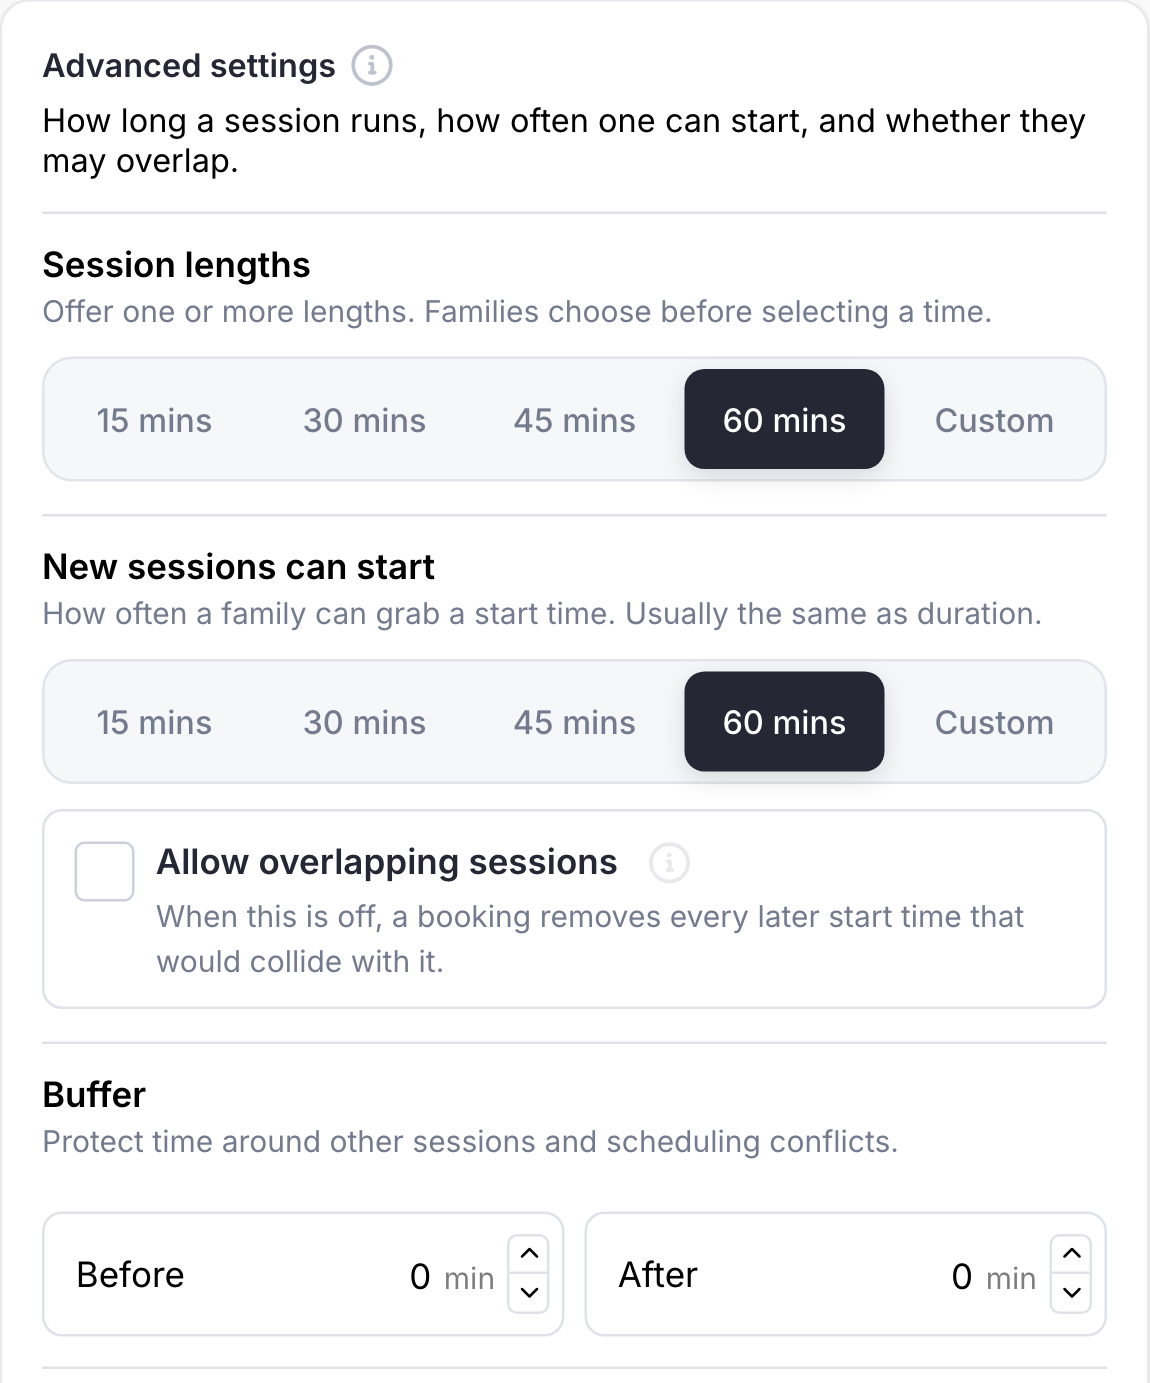 Advanced settings
How long a session runs, how often one can start, and whether they
may overlap.
Session lengths
Offer one or more lengths. Families choose before selecting a time.
15 mins 30 mins 45 mins 60 mins Custom
New sessions can start
How often a family can grab a start time. Usually the same as duration.
15 mins 30 mins 45 mins 60 mins Custom
Allow overlapping sessions
When this is off, a booking removes every later start time that
would collide with it.
Buffer
Protect time around other sessions and scheduling conflicts.
Before 0 min After 0 min